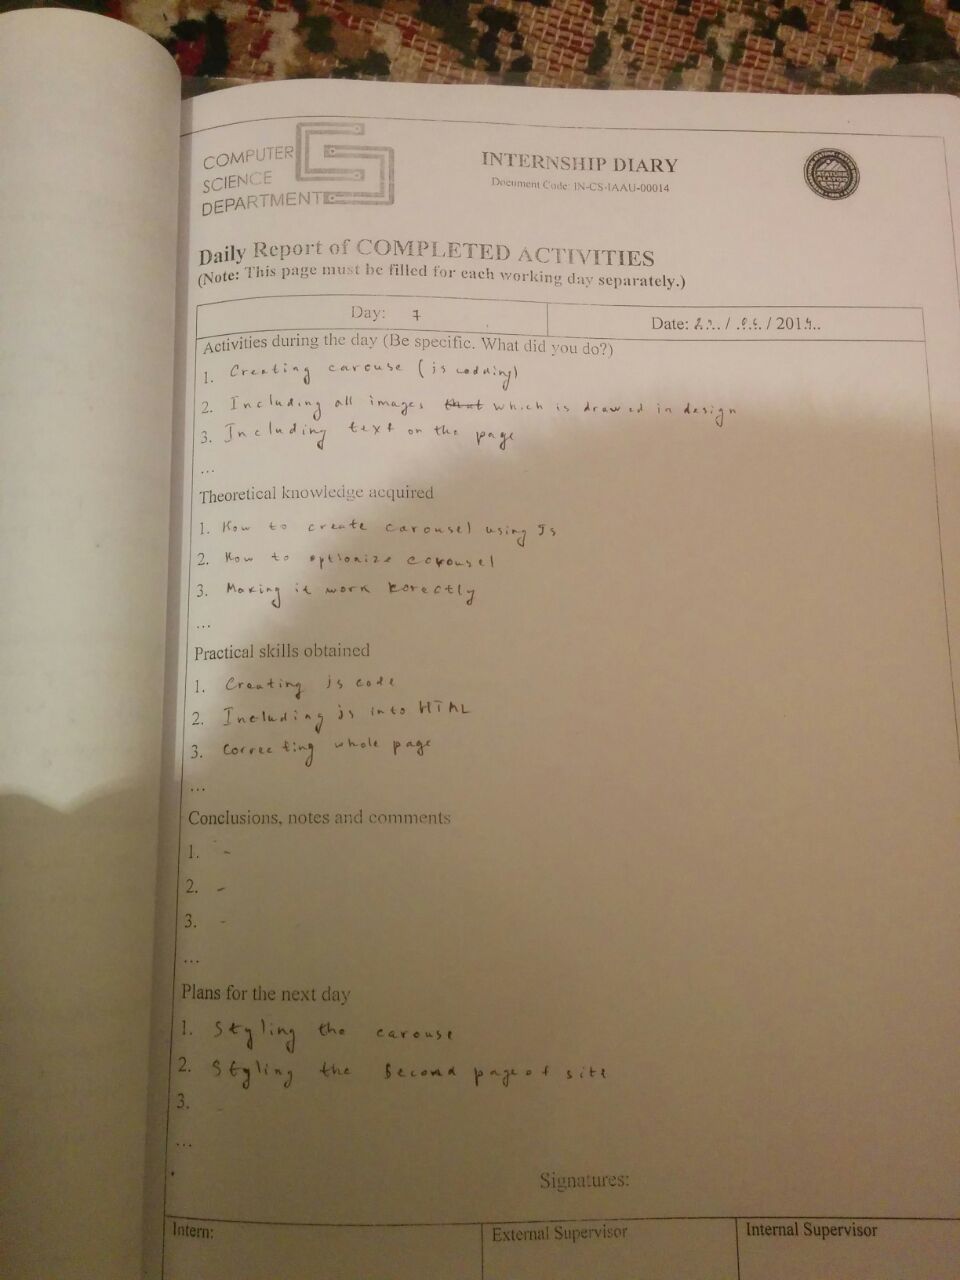 COMPUTER
SCIENCE
DEPARTMENT
INTERNSHIP DIARY
Document Code: IN-CS-IAAU-00014
Daily Report of COMPLETED ACTIVITIES
(Note: This page must be filled for each working day separately.)
Day: 7
Date: / / 201
Activities during the day (Be specific. What did you do?)
1. Creating carouse (js codding)
2. Including all images that which is drawed in design
3. Including text on the page
...
Theoretical knowledge acquired
1. How to create carousel using Js
2. How to optionize carousel
3. Making it work korectly
...
Practical skills obtained
1. Creating js code
2. Including js into HTML
3. Correcting whole page
...
Conclusions, notes and comments
1. -
2. -
3. -
...
Plans for the next day
1. Styling the carouse
2. Styling the second page of site
3.
...
Signatures:
Intern:
External Supervisor
Internal Supervisor